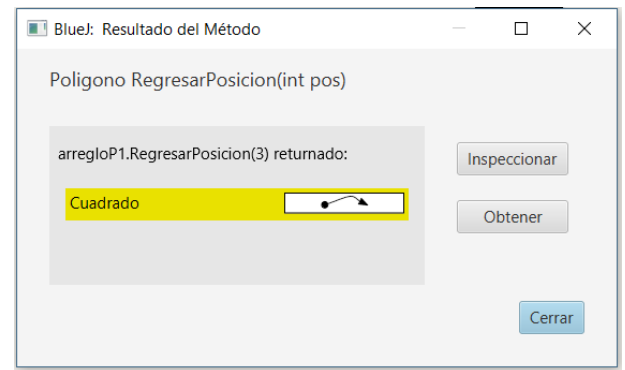 BlueJ: Resultado del Método
Poligono RegresarPosicion(int pos)
arregloP1.RegresarPosicion(3) returnado:
Inspeccionar
Cuadrado
Obtener
Cerrar